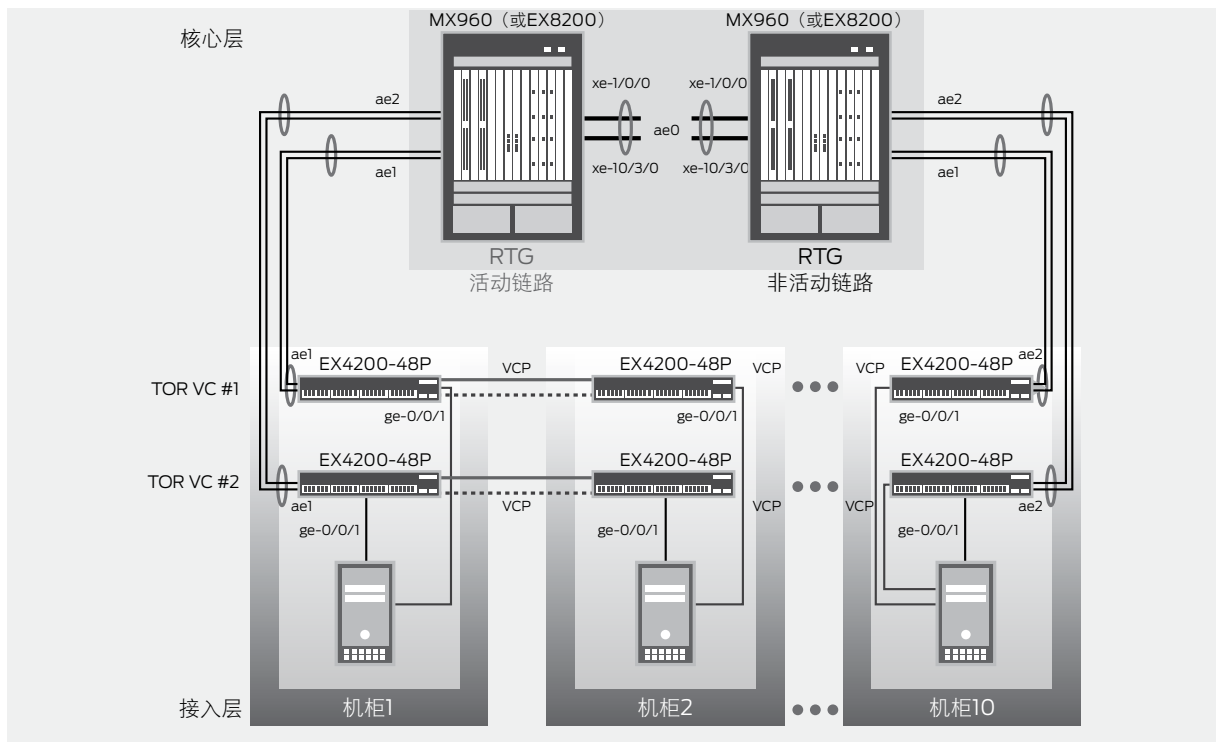 核心层
MX960（或EX8200）
MX960（或EX8200）
xe-1/0/0
xe-1/0/0
ae2
ae2
ae0
ae1
xe-10/3/0
xe-10/3/0
ae1
RTG
活动链路
RTG
非活动链路
ae1
EX4200-48P
VCP
EX4200-48P
VCP
VCP
EX4200-48P
ae2
TOR VC #1
ge-0/0/1
ge-0/0/1
ge-0/0/1
EX4200-48P
EX4200-48P
EX4200-48P
TOR VC #2
ae1
VCP
VCP
VCP
ae2
ge-0/0/1
ge-0/0/1
ge-0/0/1
接入层
机柜1
机柜2
机柜10